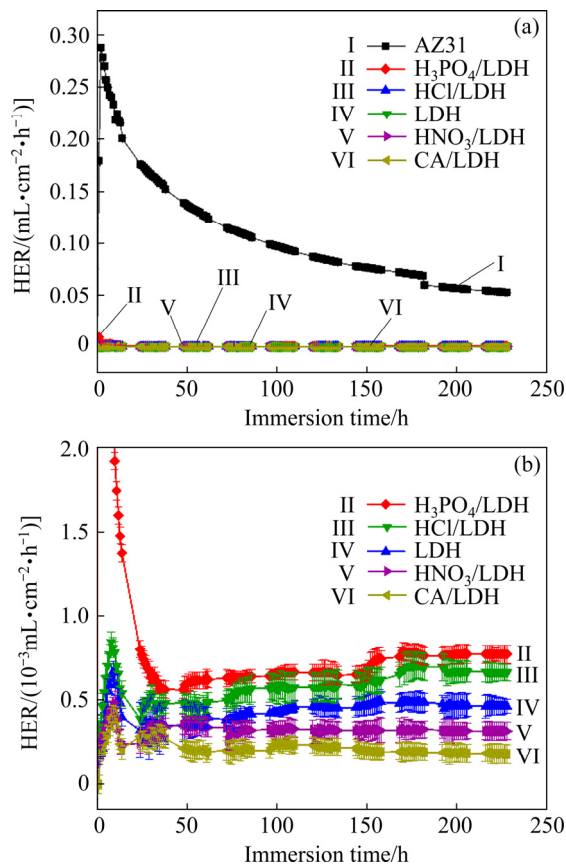 (a)
0.30
0.25
0.20
0.15
0.10
0.05
0
HER/(mL•cm⁻²•h⁻¹)]
I AZ31
II H₃PO₄/LDH
III HCl/LDH
IV LDH
V HNO₃/LDH
VI CA/LDH
I
II
V
III
IV
VI
0 50 100 150 200 250
Immersion time/h
(b)
2.0
1.5
1.0
0.5
0
HER/(10⁻³mL•cm⁻²•h⁻¹)]
II H₃PO₄/LDH
III HCl/LDH
IV LDH
V HNO₃/LDH
VI CA/LDH
II
III
IV
V
VI
0 50 100 150 200 250
Immersion time/h